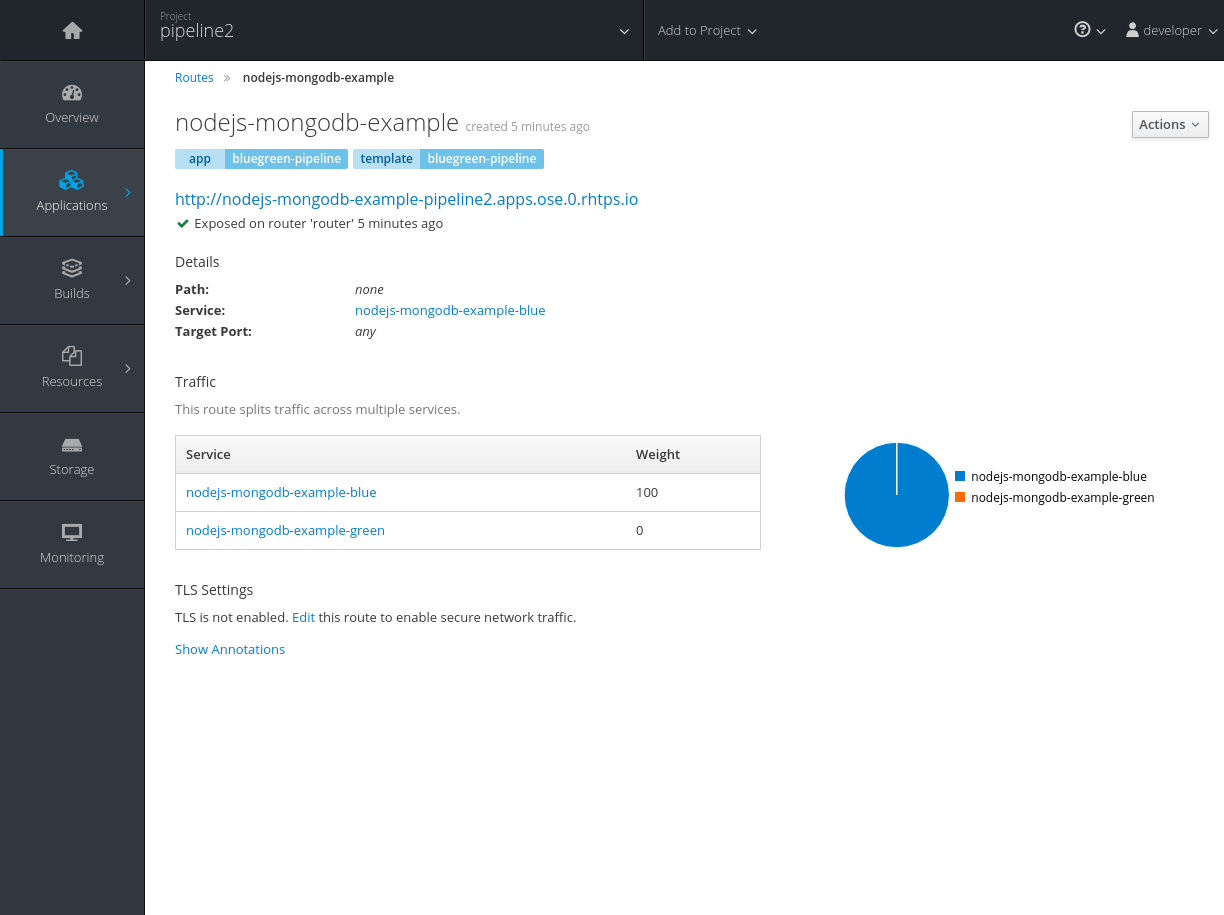 Project
pipeline2
Add to Project
developer
Overview
Applications
Builds
Resources
Storage
Monitoring
Routes » nodejs-mongodb-example
nodejs-mongodb-example created 5 minutes ago
Actions
app bluegreen-pipeline template bluegreen-pipeline
http://nodejs-mongodb-example-pipeline2.apps.ose.0.rhtps.io
Exposed on router 'router' 5 minutes ago
Details
Path: none
Service: nodejs-mongodb-example-blue
Target Port: any
Traffic
This route splits traffic across multiple services.
Service Weight
nodejs-mongodb-example-blue 100
nodejs-mongodb-example-green 0
nodejs-mongodb-example-blue
nodejs-mongodb-example-green
TLS Settings
TLS is not enabled. Edit this route to enable secure network traffic.
Show Annotations